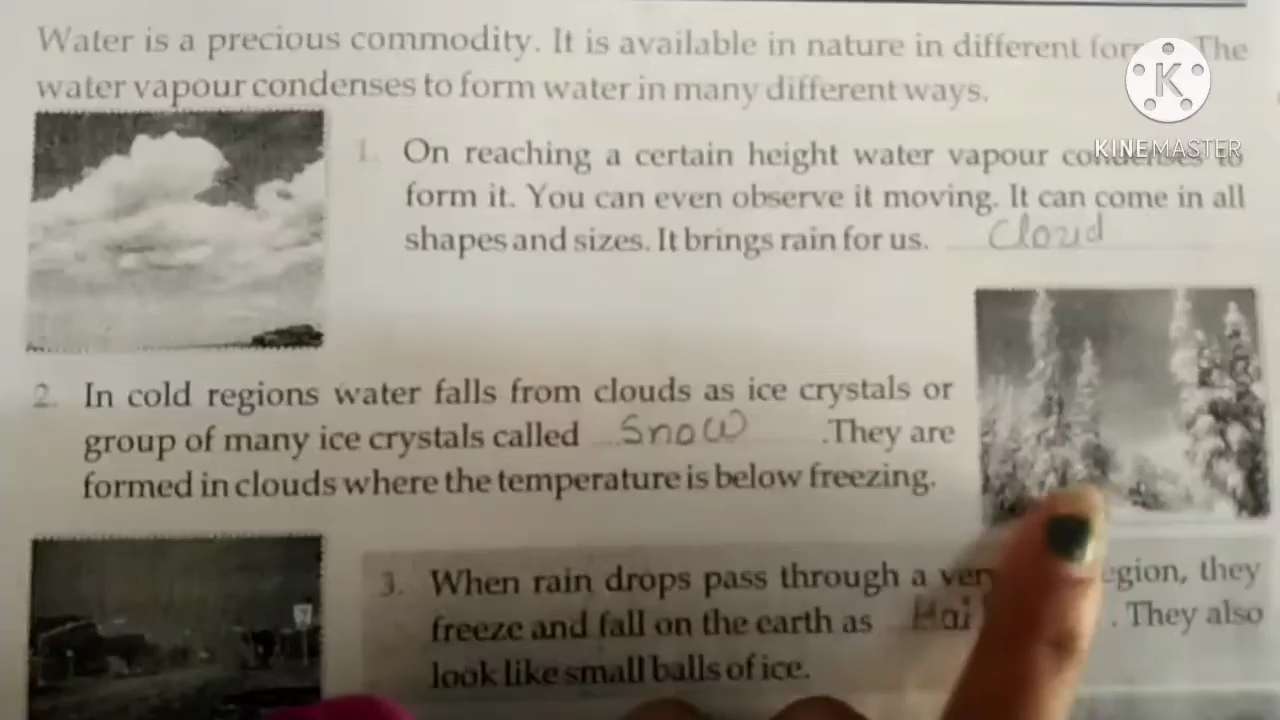 Water is a precious commodity. It is available in nature in different The
water vapour condenses to form water in many different ways.
K
KINEMASTER
1. On reaching a certain height water vapour condenses to
form it. You can even observe it moving. It can come in all
shapes and sizes. It brings rain for us. Cloud
2. In cold regions water falls from clouds as ice crystals or
group of many ice crystals called Snow .They are
formed in clouds where the temperature is below freezing.
3. When rain drops pass through a they
freeze and fall on the earth as . They also
look like small balls of ice.